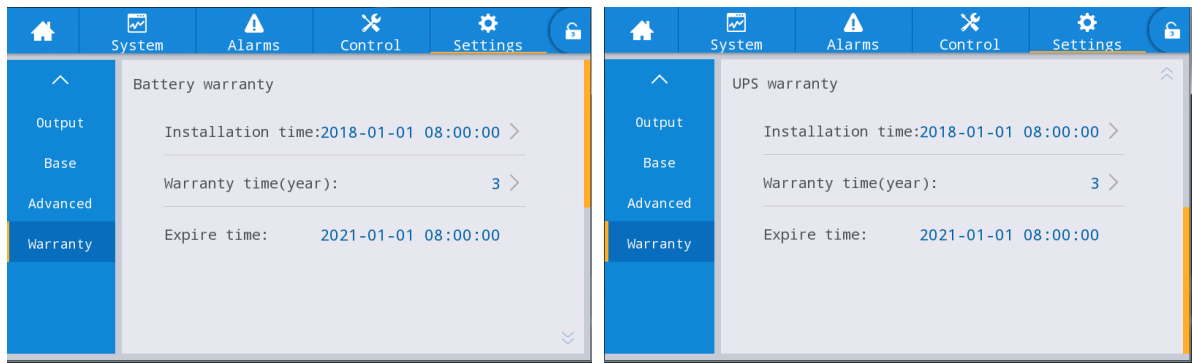 System Alarms Control Settings 3
Output
Base
Advanced
Warranty
Battery warranty
Installation time:2018-01-01 08:00:00
Warranty time(year): 3
Expire time: 2021-01-01 08:00:00
System Alarms Control Settings 3
Output
Base
Advanced
Warranty
UPS warranty
Installation time:2018-01-01 08:00:00
Warranty time(year): 3
Expire time: 2021-01-01 08:00:00